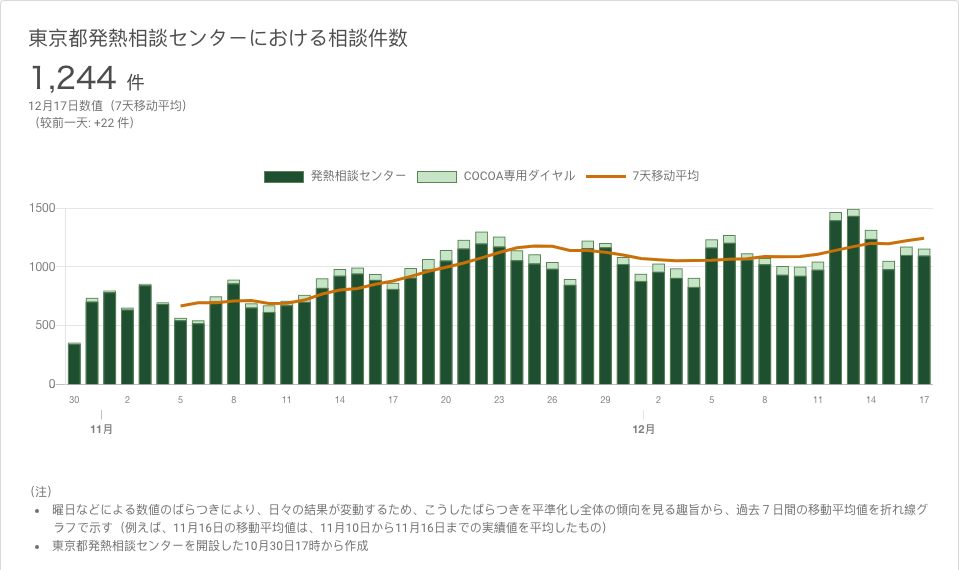 東京都発熱相談センターにおける相談件数
1,244 件
12月17日数值（7天移动平均）
（较前一天: +22 件）
発熱相談センター COCOA専用ダイヤル 7天移动平均
1500
1000
500
0
30 2 5 8 11 14 17 20 23 26 29 2 5 8 11 14 17
11月 12月
（注）
曜日などによる数値のばらつきにより、日々の結果が変動するため、こうしたばらつきを平準化し全体の傾向を見る趣旨から、過去７日間の移動平均値を折れ線グ
ラフで示す（例えば、11月16日の移動平均値は、11月10日から11月16日までの実績値を平均したもの）
東京都発熱相談センターを開設した10月30日17時から作成